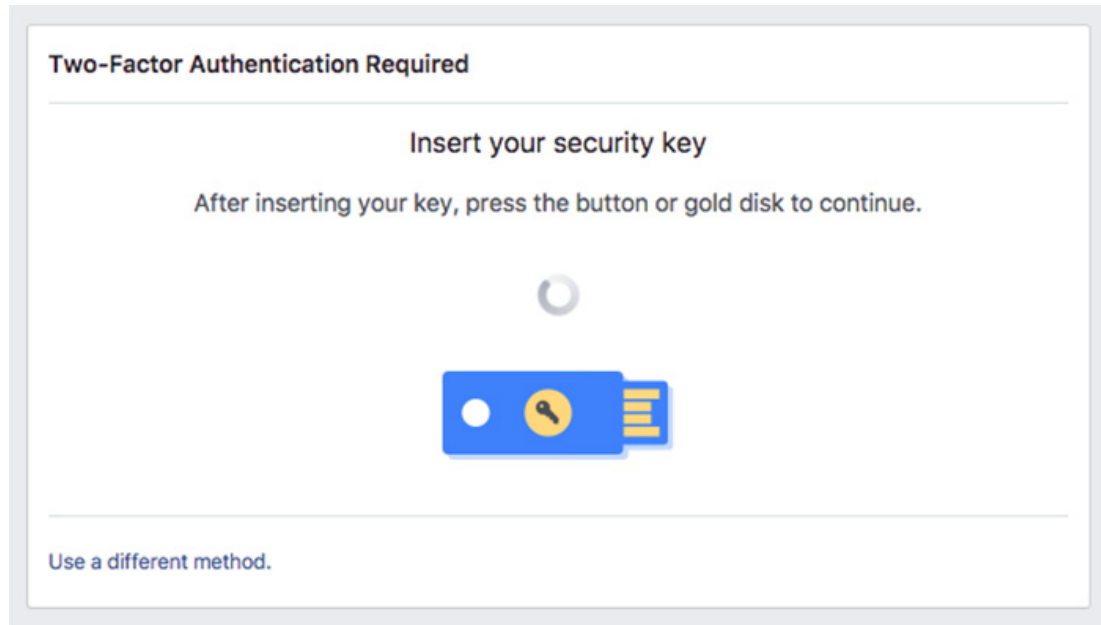 Two-Factor Authentication Required
Insert your security key
After inserting your key, press the button or gold disk to continue.
Use a different method.